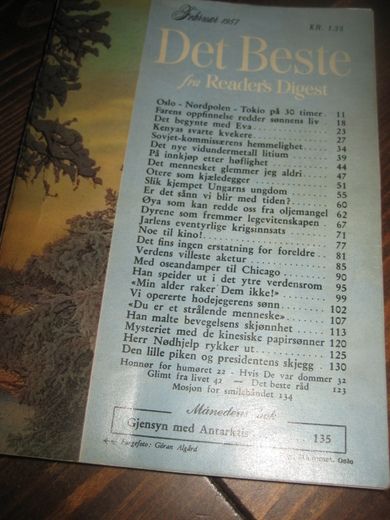 Februar 1957
KR. 1.35
Det Beste
fra Reader's Digest
Oslo - Nordpolen - Tokio på 30 timer . 11
Farens oppfinnelse redder sønnens liv 18
Det begynte med Eva . . . 23
Kenyas svarte kvekere . . . 27
Sovjet-kommissærens hemmelighet . 34
Det nye vidundermetall litium . . 39
På innkjøp etter høflighet . . 44
Det mennesket glemmer jeg aldri . 47
Otere som kjæledegger . . . 51
Slik kjempet Ungarns ungdom . . 55
Er det sånn vi blir med tiden? . . 60
Øya som kan redde oss fra oljemangel 62
Dyrene som fremmer legevitenskapen 67
Jarlens eventyrlige krigsinnsats . . 71
Noe til kino! . . . 77
Det fins ingen erstatning for foreldre . 81
Verdens villeste aketur . . . 85
Med oseandamper til Chicago . . 90
Han speider ut i det ytre verdensrom 95
«Min alder raker Dem ikke!» . . 99
Vi opererte hodejegerens sønn . . 102
«Du er et strålende menneske» . . 107
Han malte bevegelsens skjønnhet . 113
Mysteriet med de kinesiske papirsønner 120
Herr Nødhjelp rykker ut . . . 125
Den lille piken og presidentens skjegg . 130
Honnør for humøret 22 - Hvis De var dommer 32
Glimt fra livet 42 — Det beste råd 123
Mosjon for smilebåndet 134
Månedens bok
Gjensyn med Antarktis . . 135
Fargefoto: Göran Algård
Oslo